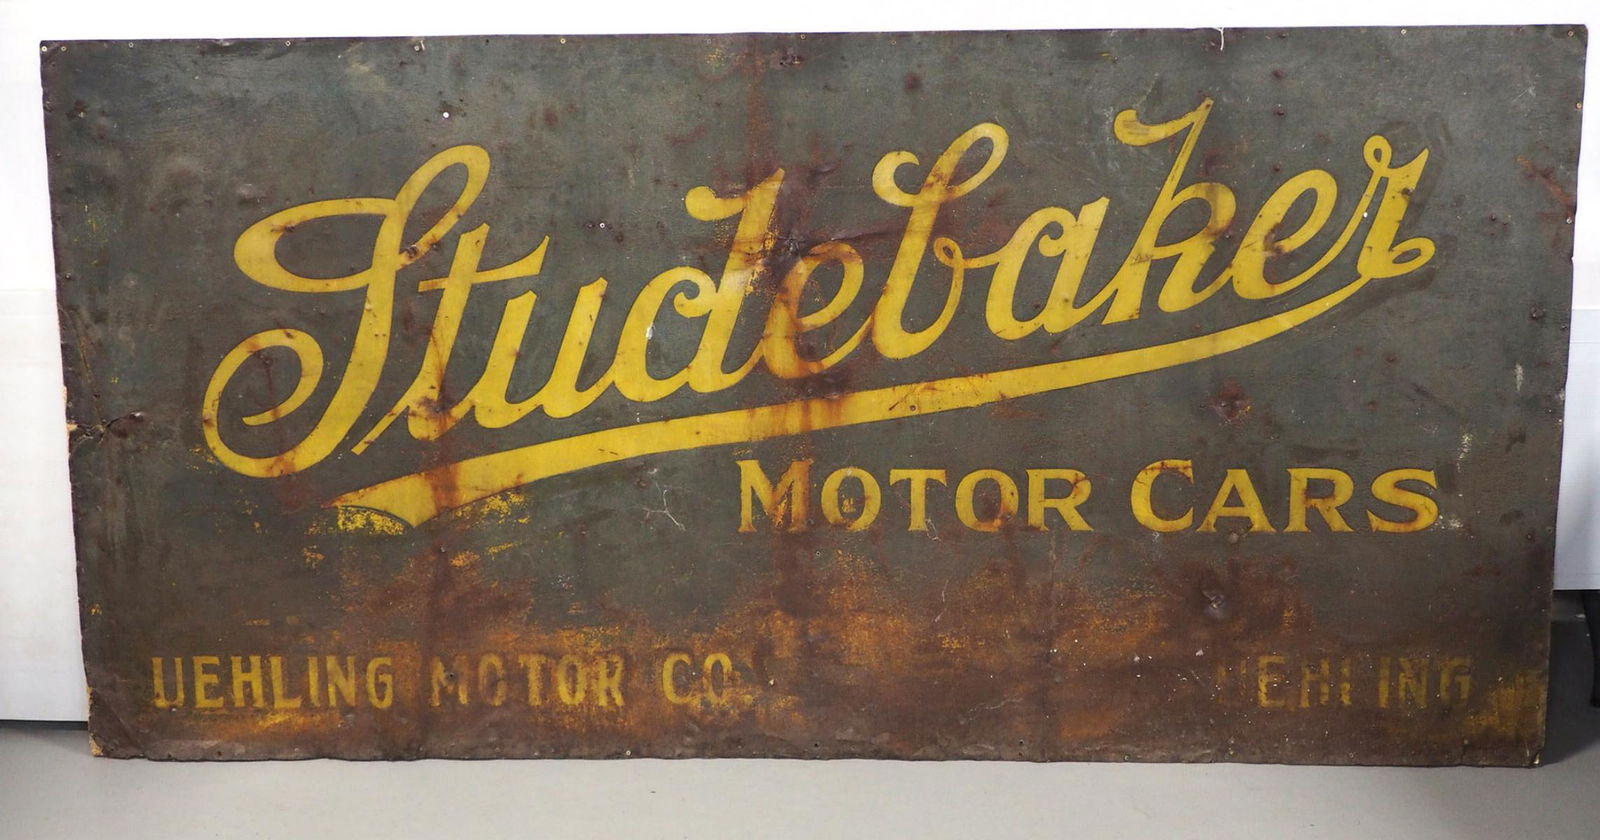 Studebaker
MOTOR CARS
UEHLING MOTOR CO. UEHLING